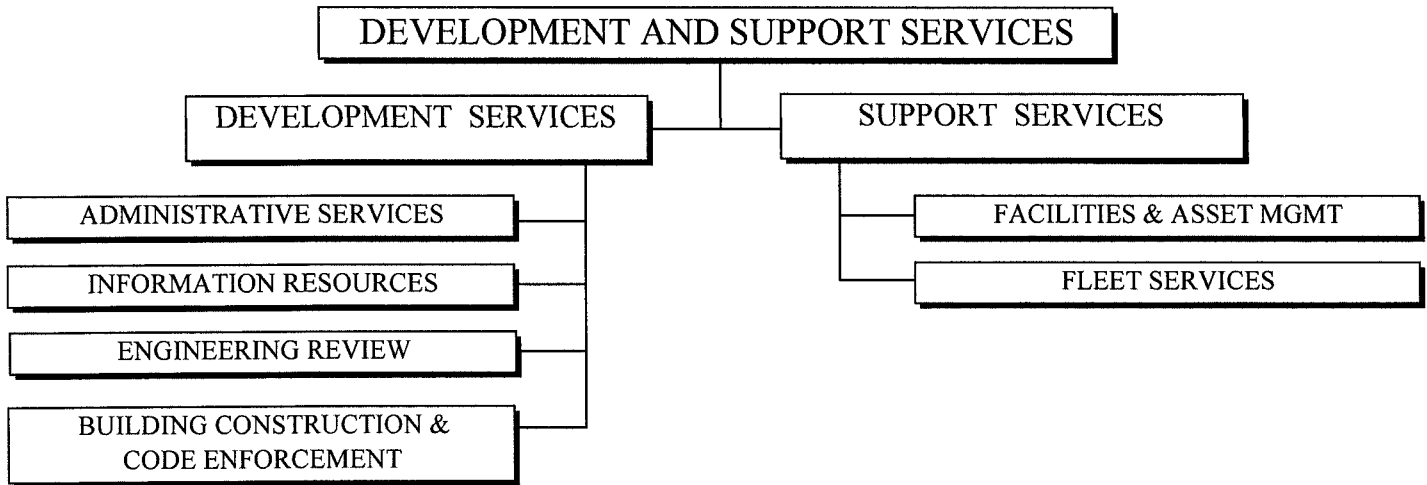 DEVELOPMENT AND SUPPORT SERVICES
DEVELOPMENT SERVICES
SUPPORT SERVICES
ADMINISTRATIVE SERVICES
INFORMATION RESOURCES
ENGINEERING REVIEW
BUILDING CONSTRUCTION &
CODE ENFORCEMENT
FACILITIES & ASSET MGMT
FLEET SERVICES